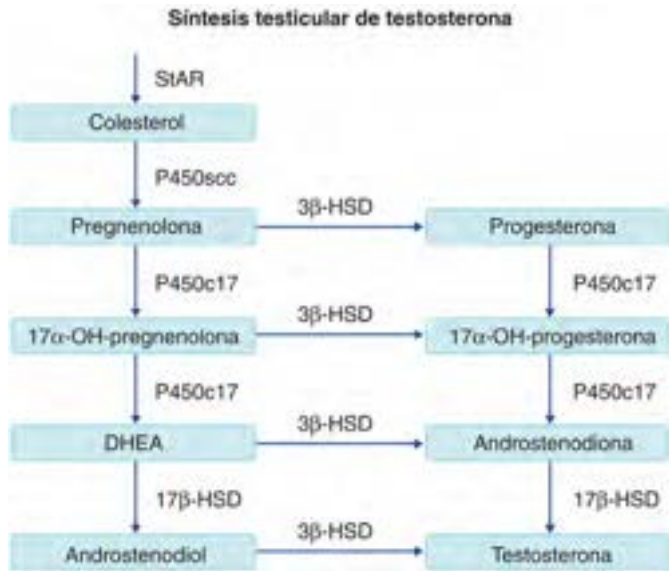 Síntesis testicular de testosterona
StAR
Colesterol
P450scc
3β-HSD
Pregnenolona
Progesterona
P450c17
P450c17
3β-HSD
17α-OH-pregnenolona
17α-OH-progesterona
P450c17
P450c17
3β-HSD
DHEA
Androstenodiona
17β-HSD
17β-HSD
3β-HSD
Androstenodiol
Testosterona